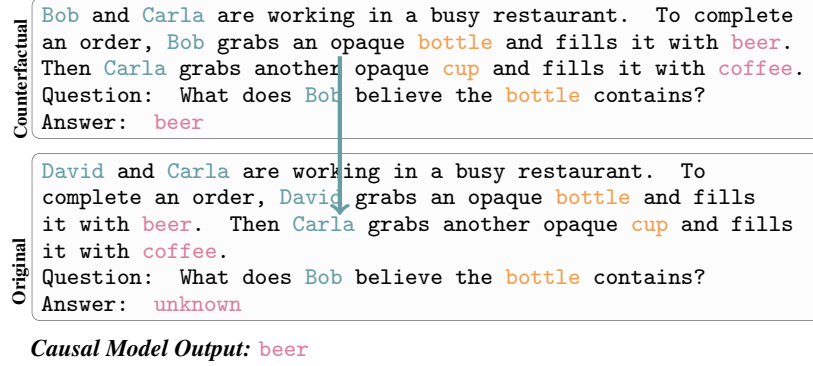 Counterfactual
Bob and Carla are working in a busy restaurant. To complete
an order, Bob grabs an opaque bottle and fills it with beer.
Then Carla grabs another opaque cup and fills it with coffee.
Question: What does Bob believe the bottle contains?
Answer: beer
Original
David and Carla are working in a busy restaurant. To
complete an order, David grabs an opaque bottle and fills
it with beer. Then Carla grabs another opaque cup and fills
it with coffee.
Question: What does Bob believe the bottle contains?
Answer: unknown
Causal Model Output: beer